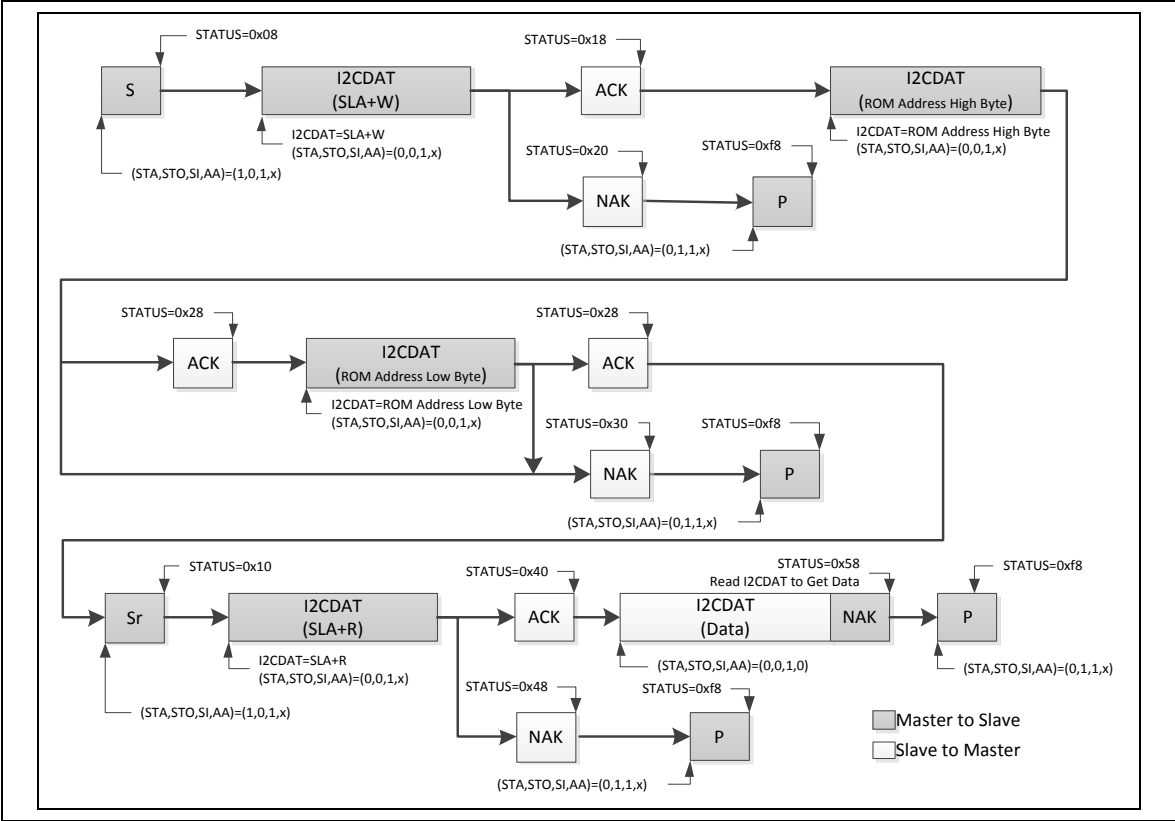 STATUS=0x08
S
I2CDAT
(SLA+W)
I2CDAT=SLA+W
(STA,STO,SI,AA)=(0,0,1,x)
(STA,STO,SI,AA)=(1,0,1,x)
STATUS=0x18
ACK
I2CDAT
(ROM Address High Byte)
I2CDAT=ROM Address High Byte
(STA,STO,SI,AA)=(0,0,1,x)
STATUS=0x20
NAK
STATUS=0xf8
P
(STA,STO,SI,AA)=(0,1,1,x)
STATUS=0x28
ACK
I2CDAT
(ROM Address Low Byte)
I2CDAT=ROM Address Low Byte
(STA,STO,SI,AA)=(0,0,1,x)
STATUS=0x28
ACK
STATUS=0x30
NAK
STATUS=0xf8
P
(STA,STO,SI,AA)=(0,1,1,x)
STATUS=0x10
Sr
I2CDAT
(SLA+R)
I2CDAT=SLA+R
(STA,STO,SI,AA)=(0,0,1,x)
(STA,STO,SI,AA)=(1,0,1,x)
STATUS=0x40
ACK
STATUS=0x58
Read I2CDAT to Get Data
I2CDAT
(Data)
NAK
(STA,STO,SI,AA)=(0,0,1,0)
STATUS=0xf8
P
(STA,STO,SI,AA)=(0,1,1,x)
STATUS=0x48
NAK
STATUS=0xf8
P
(STA,STO,SI,AA)=(0,1,1,x)
Master to Slave
Slave to Master